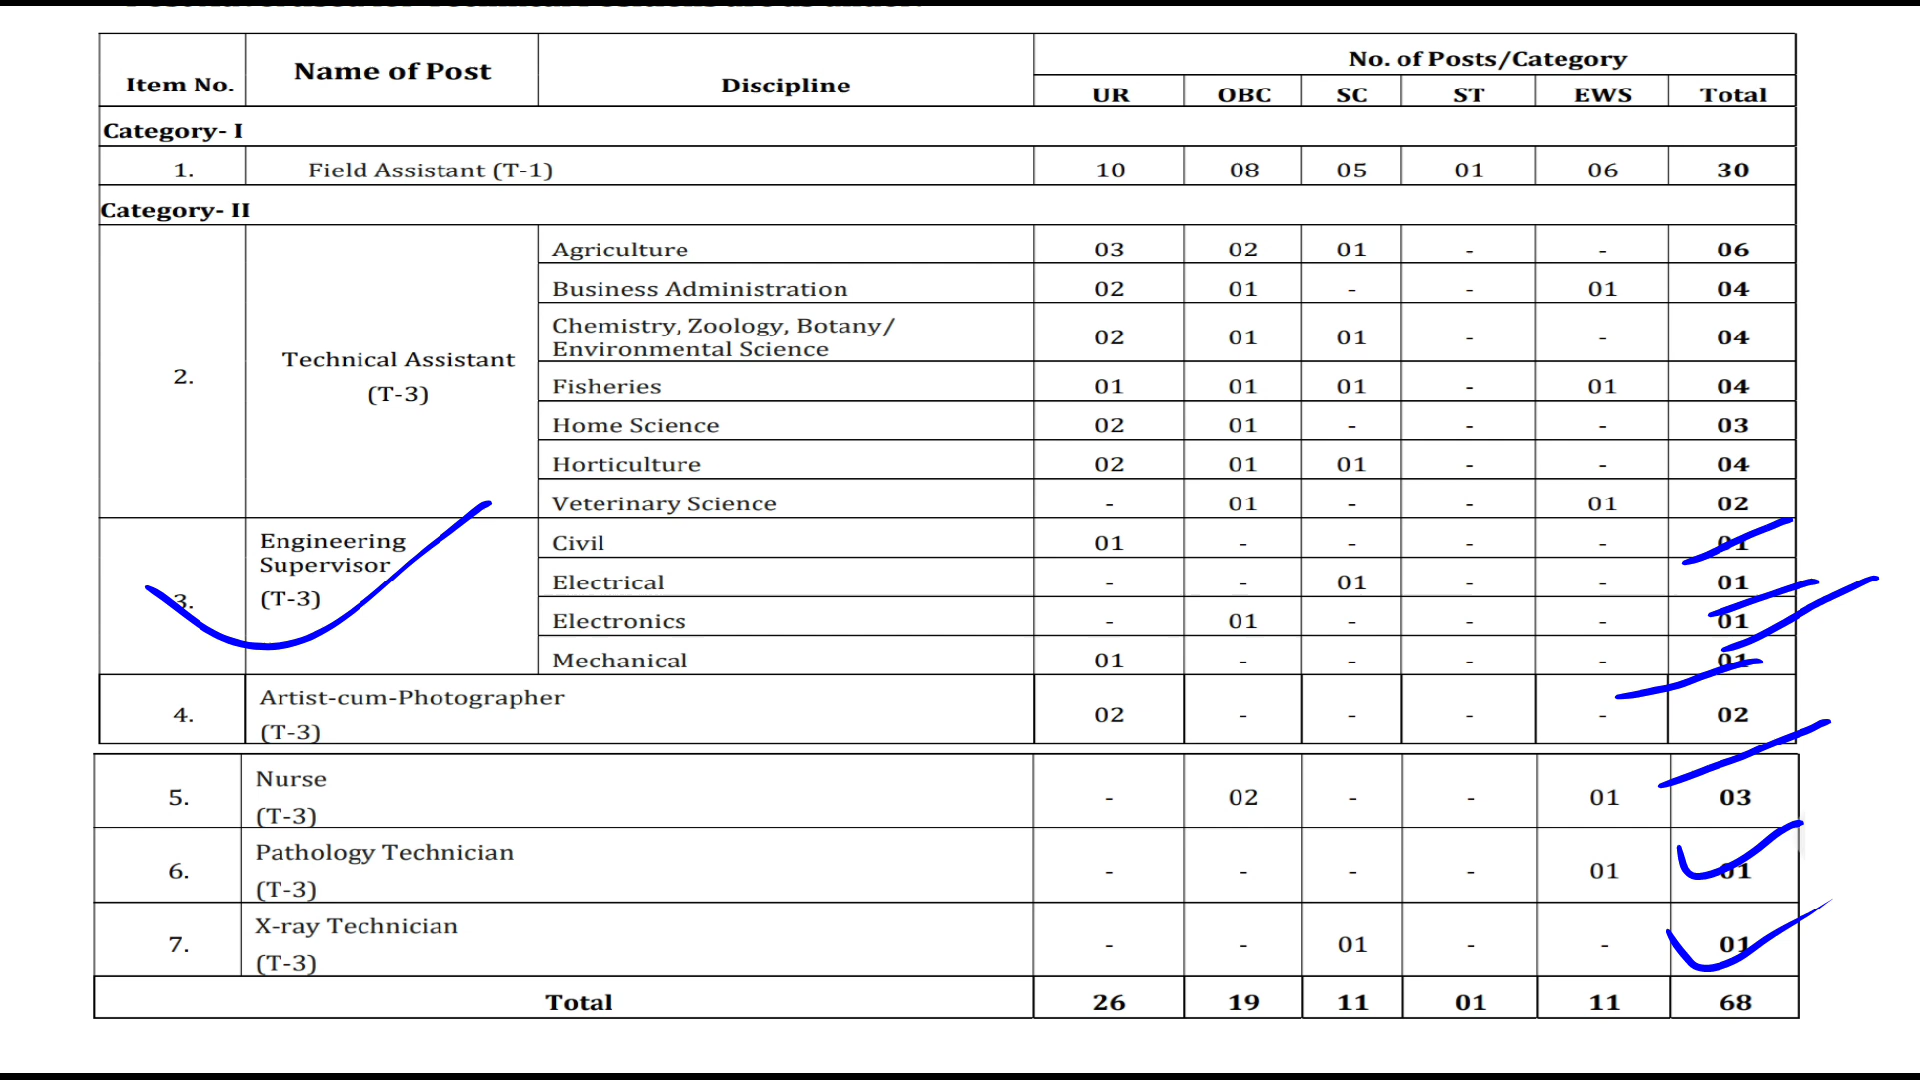 Item No. Name of Post Discipline No. of Posts/Category
UR OBC SC ST EWS Total
Category- I
1. Field Assistant (T-1) 10 08 05 01 06 30
Category- II
2. Technical Assistant (T-3) Agriculture 03 02 01 - - 06
Business Administration 02 01 - - 01 04
Chemistry, Zoology, Botany/
Environmental Science 02 01 01 - - 04
Fisheries 01 01 01 - 01 04
Home Science 02 01 - - - 03
Horticulture 02 01 01 - - 04
Veterinary Science - 01 - - 01 02
3. Engineering Supervisor (T-3) Civil 01 - - - - 01
Electrical - - 01 - - 01
Electronics - 01 - - - 01
Mechanical 01 - - - - 01
4. Artist-cum-Photographer
(T-3) 02 - - - - 02
5. Nurse
(T-3) - 02 - - 01 03
6. Pathology Technician
(T-3) - - - - 01 01
7. X-ray Technician
(T-3) - - 01 - - 01
Total 26 19 11 01 11 68